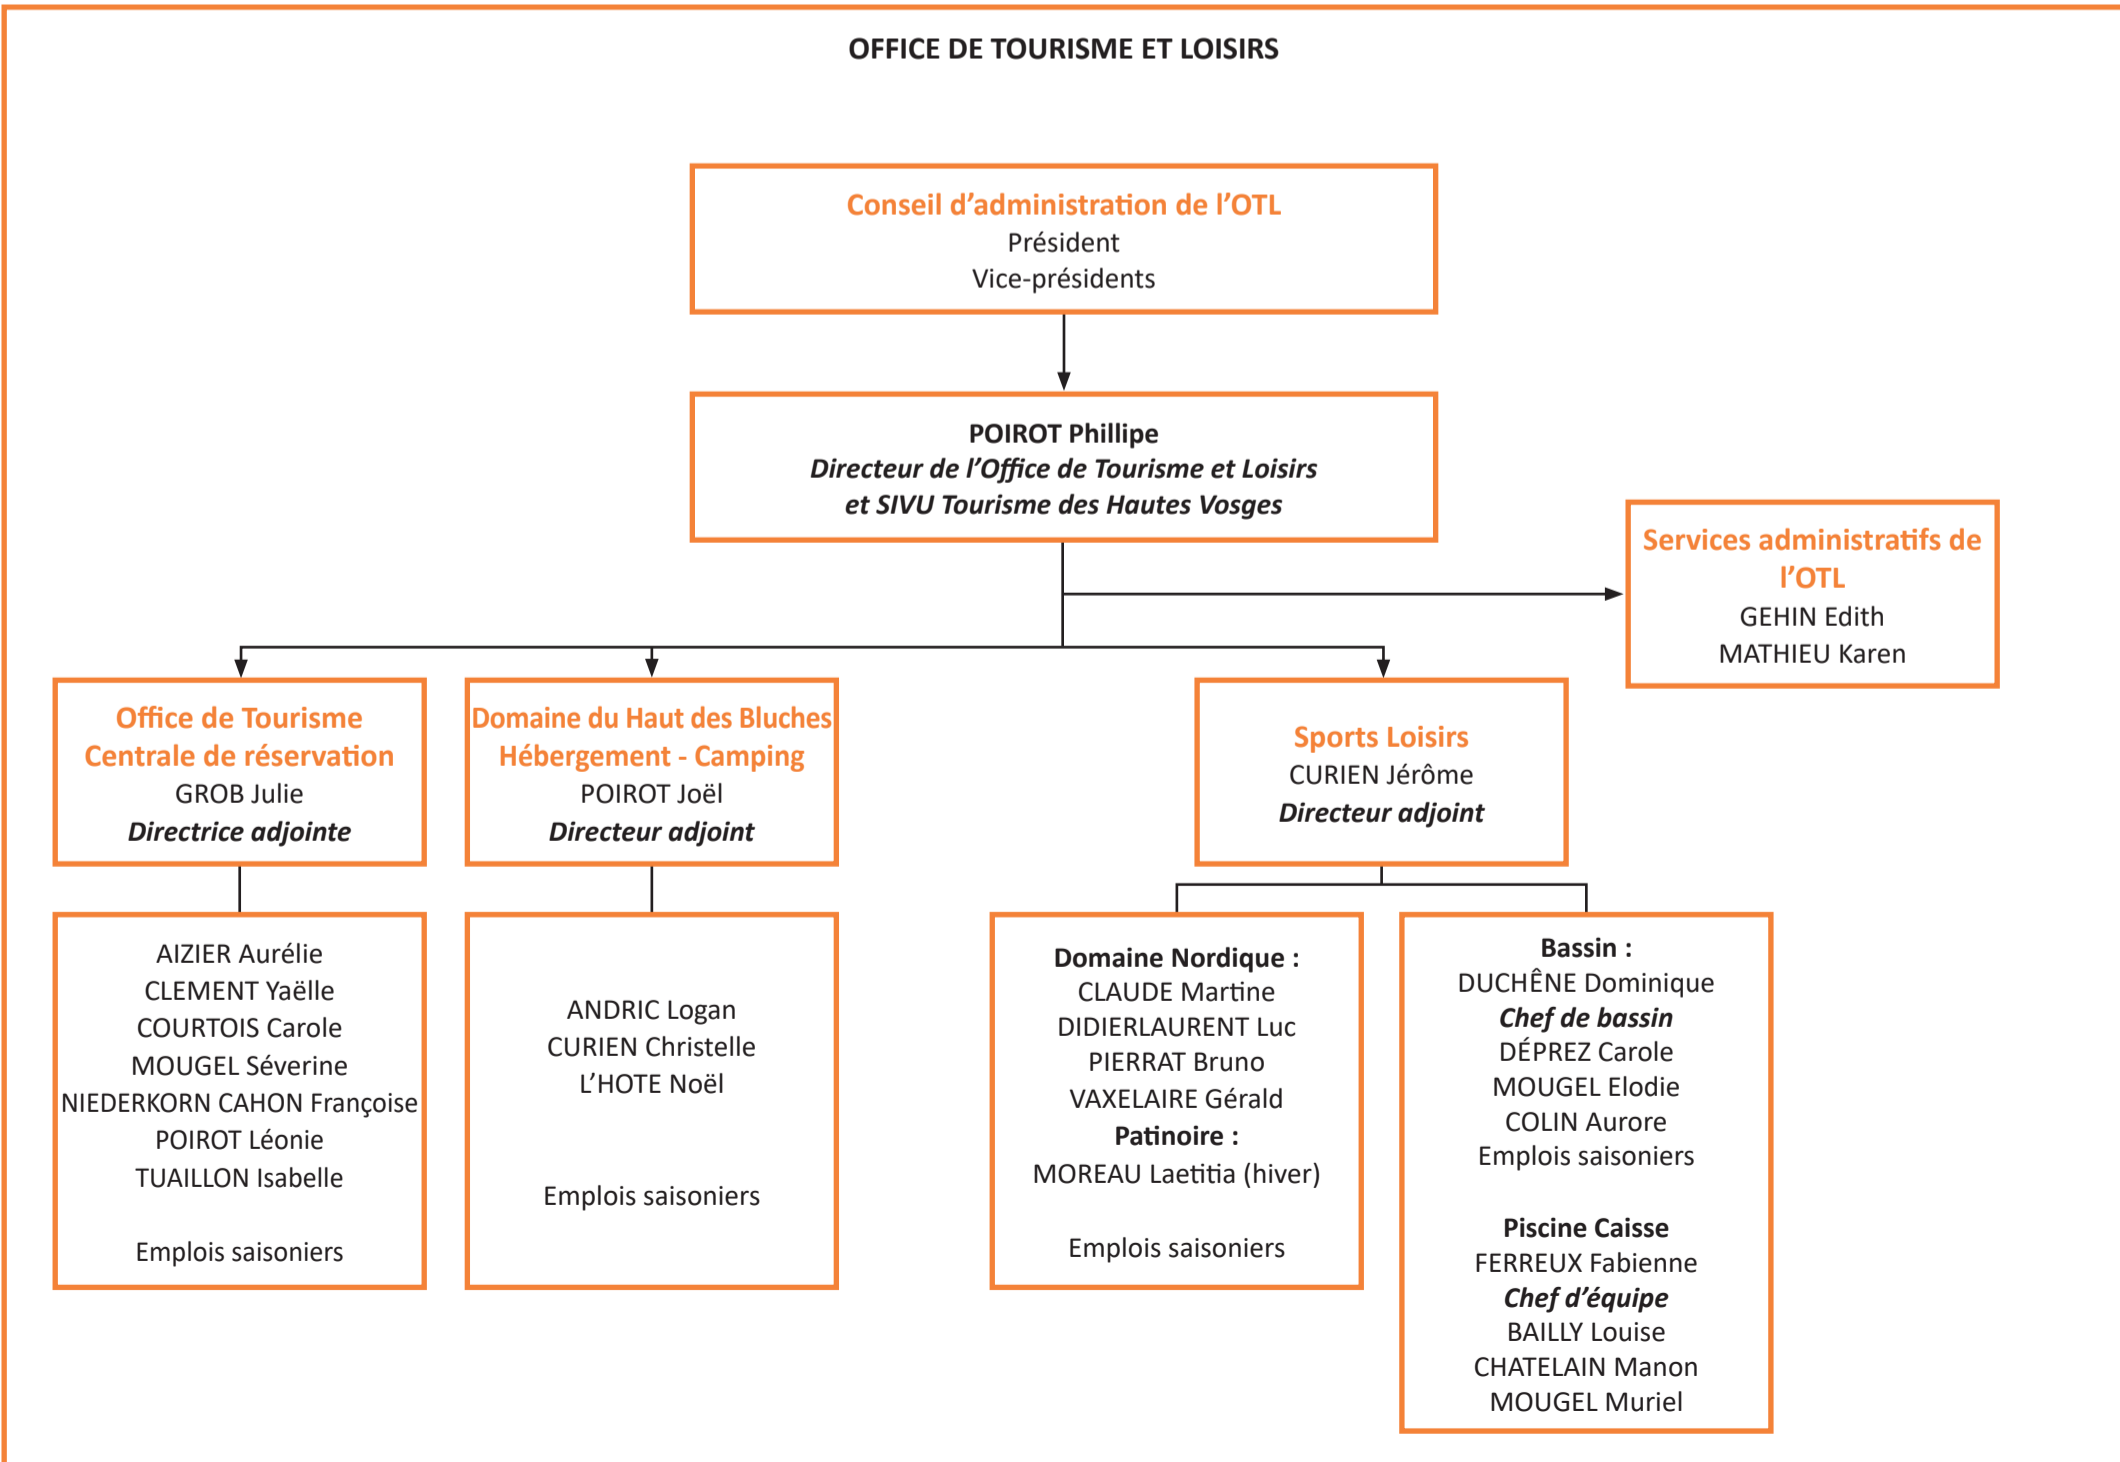 OFFICE DE TOURISME ET LOISIRS
Conseil d’administration de l’OTL
Président
Vice-présidents
POIROT Phillipe
Directeur de l’Office de Tourisme et Loisirs
et SIVU Tourisme des Hautes Vosges
Services administratifs de
l’OTL
GEHIN Edith
MATHIEU Karen
Office de Tourisme
Centrale de réservation
GROB Julie
Directrice adjointe
Domaine du Haut des Bluches
Hébergement - Camping
POIROT Joël
Directeur adjoint
Sports Loisirs
CURIEN Jérôme
Directeur adjoint
AIZIER Aurélie
CLEMENT Yaëlle
COURTOIS Carole
MOUGEL Séverine
NIEDERKORN CAHON Françoise
POIROT Léonie
TUAILLON Isabelle
Emplois saisoniers
ANDRIC Logan
CURIEN Christelle
L’HOTE Noël
Emplois saisoniers
Domaine Nordique :
CLAUDE Martine
DIDIERLAURENT Luc
PIERRAT Bruno
VAXELAIRE Gérald
Patinoire :
MOREAU Laetitia (hiver)
Emplois saisoniers
Bassin :
DUCHÊNE Dominique
Chef de bassin
DÉPREZ Carole
MOUGEL Elodie
COLIN Aurore
Emplois saisoniers
Piscine Caisse
FERREUX Fabienne
Chef d’équipe
BAILLY Louise
CHATELAIN Manon
MOUGEL Muriel